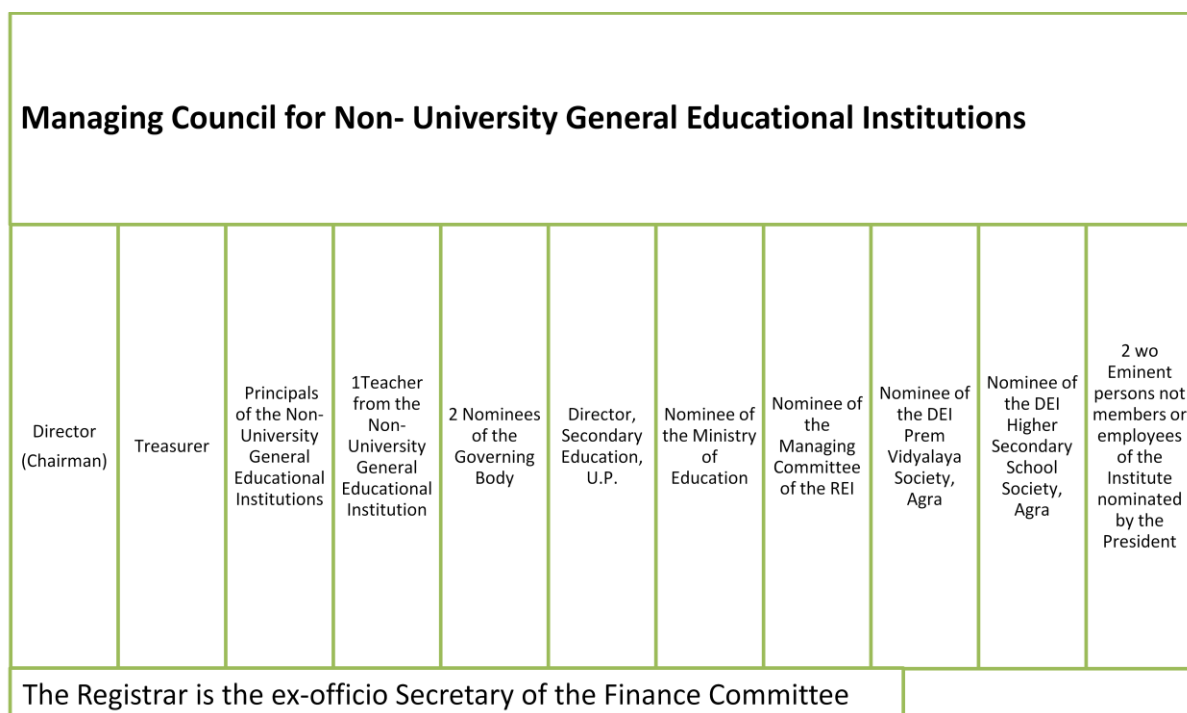 Managing Council for Non- University General Educational Institutions
Director
(Chairman)
Treasurer
Principals
of the Non-
University
General
Educational
Institutions
1Teacher
from the
Non-
University
General
Educational
Institution
2 Nominees
of the
Governing
Body
Director,
Secondary
Education,
U.P.
Nominee of
the Ministry
of
Education
Nominee of
the
Managing
Committee
of the REI
Nominee of
the DEI
Prem
Vidyalaya
Society,
Agra
Nominee of
the DEI
Higher
Secondary
School
Society,
Agra
2 wo
Eminent
persons not
members or
employees
of the
Institute
nominated
by the
President
The Registrar is the ex-officio Secretary of the Finance Committee